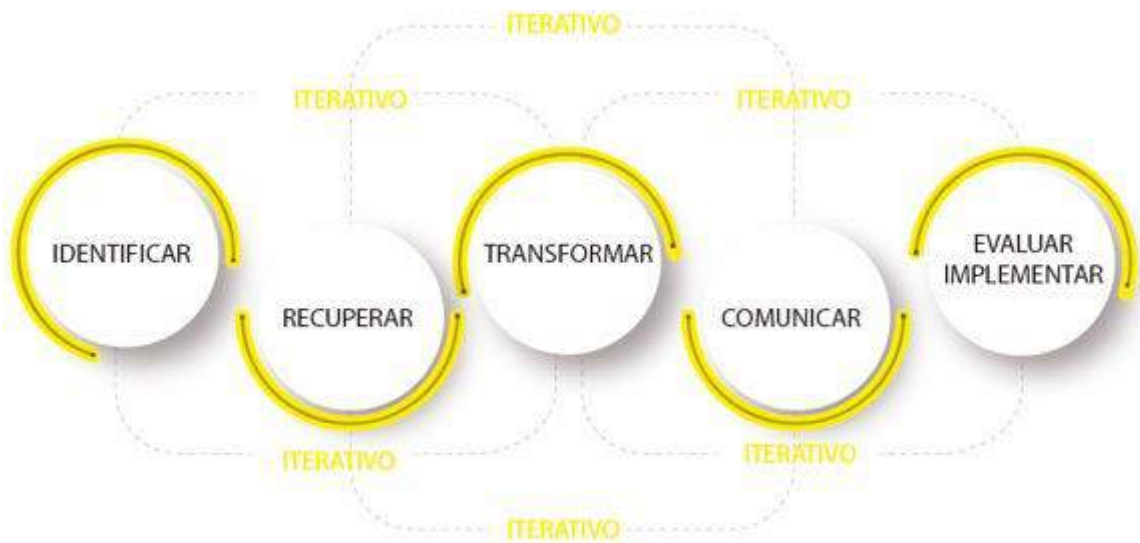 ITERATIVO
ITERATIVO
ITERATIVO
IDENTIFICAR
RECUPERAR
TRANSFORMAR
COMUNICAR
EVALUAR
IMPLEMENTAR
ITERATIVO
ITERATIVO
ITERATIVO